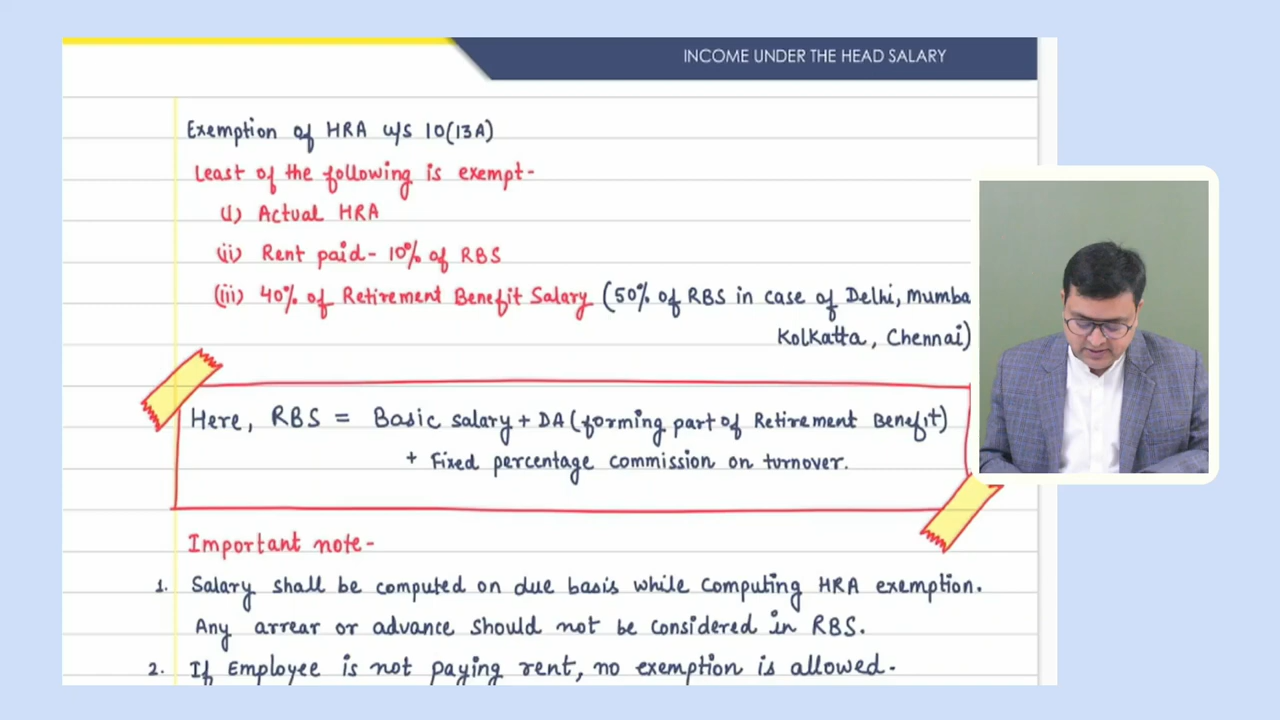 INCOME UNDER THE HEAD SALARY
Exemption of HRA u/s 10(13A)
Least of the following is exempt-
(i) Actual HRA
(ii) Rent paid- 10% of RBS
(iii) 40% of Retirement Benefit Salary (50% of RBS in case of Delhi, Mumba
Kolkatta, Chennai)
Here, RBS = Basic salary + DA (forming part of Retirement Benefit)
+ Fixed percentage commission on turnover.
Important note-
1. Salary shall be computed on due basis while computing HRA exemption.
Any arrear or advance should not be considered in RBS.
2. If Employee is not paying rent, no exemption is allowed.